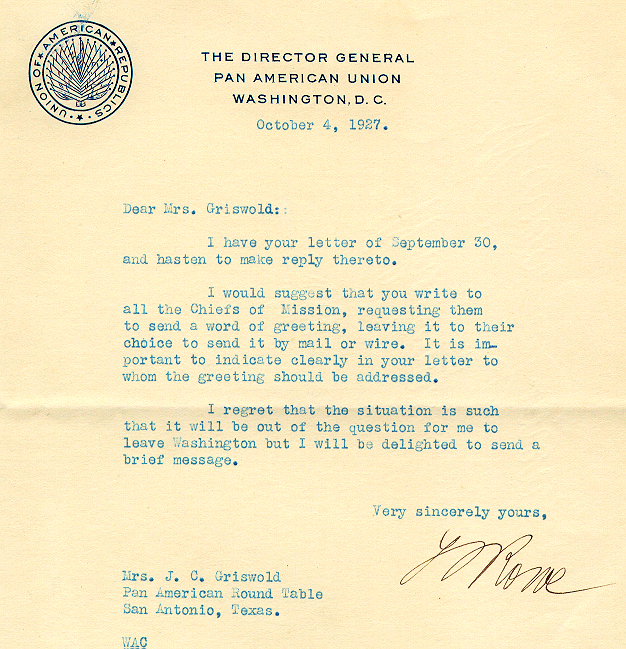 UNION OF ★ AMERICAN ★ REPUBLICS ★
THE DIRECTOR GENERAL
PAN AMERICAN UNION
WASHINGTON, D. C.
October 4, 1927.
Dear Mrs. Griswold::
I have your letter of September 30,
and hasten to make reply thereto.
I would suggest that you write to
all the Chiefs of Mission, requesting them
to send a word of greeting, leaving it to their
choice to send it by mail or wire. It is im-
portant to indicate clearly in your letter to
whom the greeting should be addressed.
I regret that the situation is such
that it will be out of the question for me to
leave Washington but I will be delighted to send a
brief message.
Very sincerely yours,
L S Rowe
Mrs. J. C. Griswold
Pan American Round Table
San Antonio, Texas.
WAC